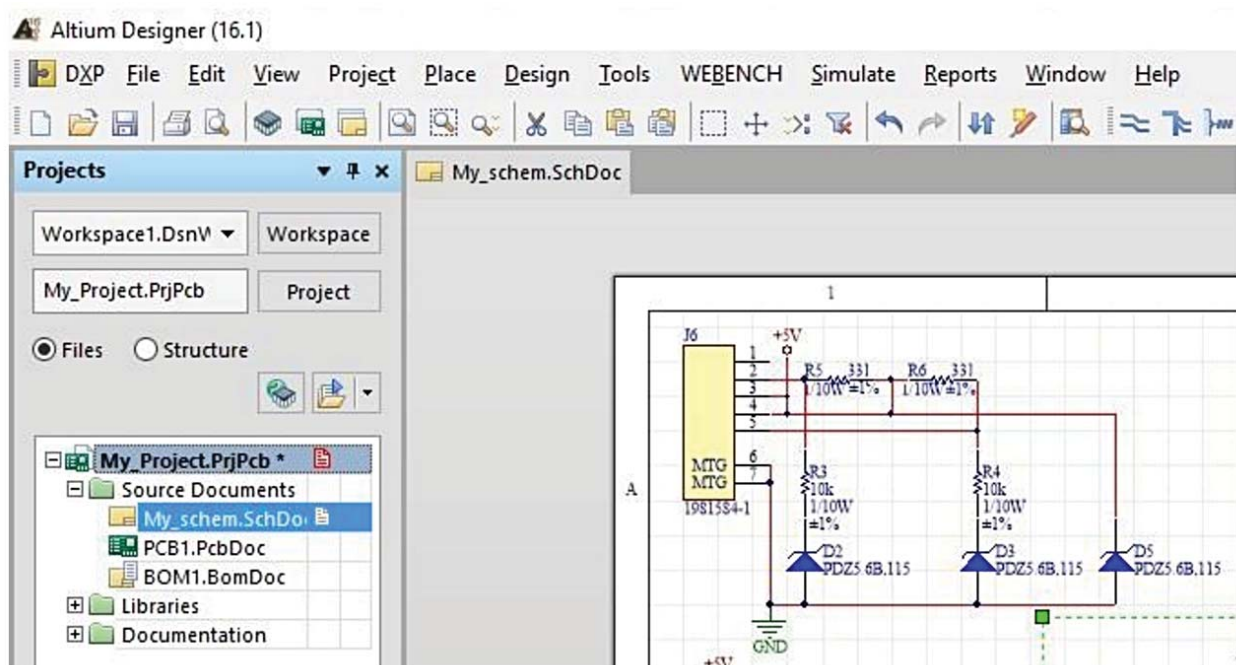 Altium Designer (16.1)
DXP File Edit View Project Place Design Tools WEBENCH Simulate Reports Window Help
Projects
My_schem.SchDoc
Workspace1.DsnW
Workspace
My_Project.PrjPcb
Project
Files Structure
My_Project.PrjPcb *
Source Documents
My_schem.SchDo
PCB1.PcbDoc
BOM1.BomDoc
Libraries
Documentation
1
A
J6
+5V
1
2
3
4
5
MTG 6
MTG 7
1981584-1
R5 331
1/10W ±1%
R6 331
1/10W ±1%
R3
10k
1/10W
±1%
R4
10k
1/10W
±1%
D2
PDZ5.6B,115
D3
PDZ5.6B,115
D5
PDZ5.6B,115
GND
+5V